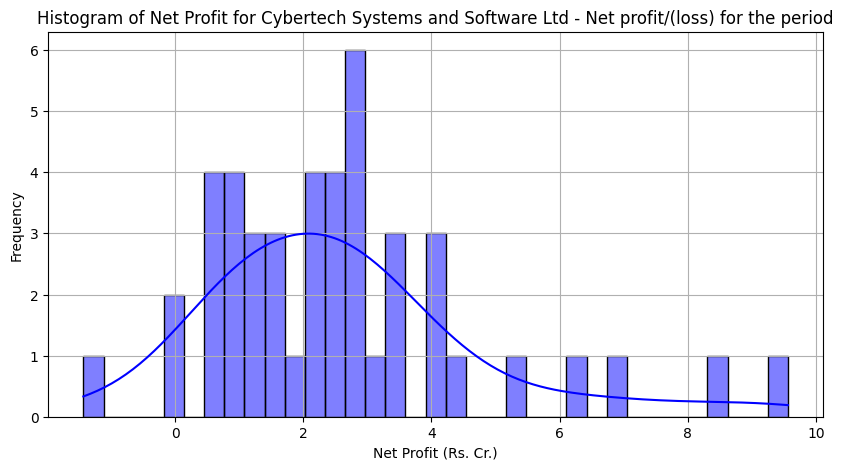 Histogram of Net Profit for Cybertech Systems and Software Ltd - Net profit/(loss) for the period
Frequency
6
5
4
3
2
1
0
0 2 4 6 8 10
Net Profit (Rs. Cr.)